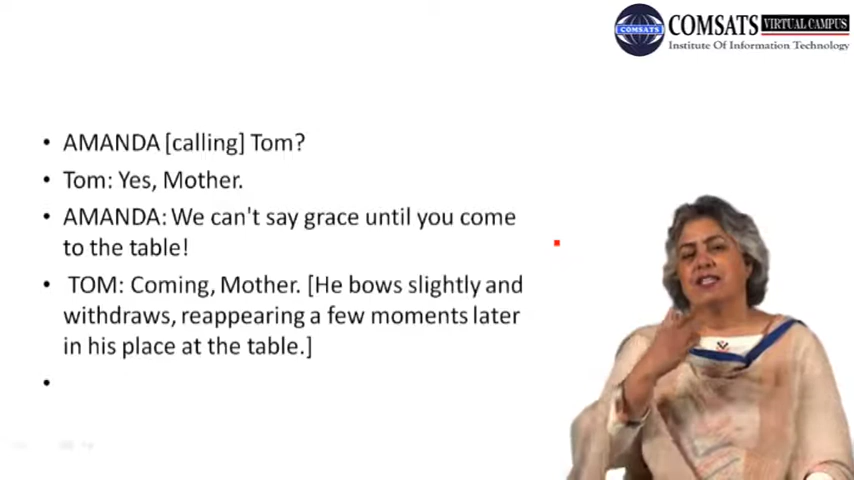 COMSATS
COMSATS VIRTUAL CAMPUS
Institute Of Information Technology
• AMANDA [calling] Tom?
• Tom: Yes, Mother.
• AMANDA: We can't say grace until you come
to the table!
• TOM: Coming, Mother. [He bows slightly and
withdraws, reappearing a few moments later
in his place at the table.]
•